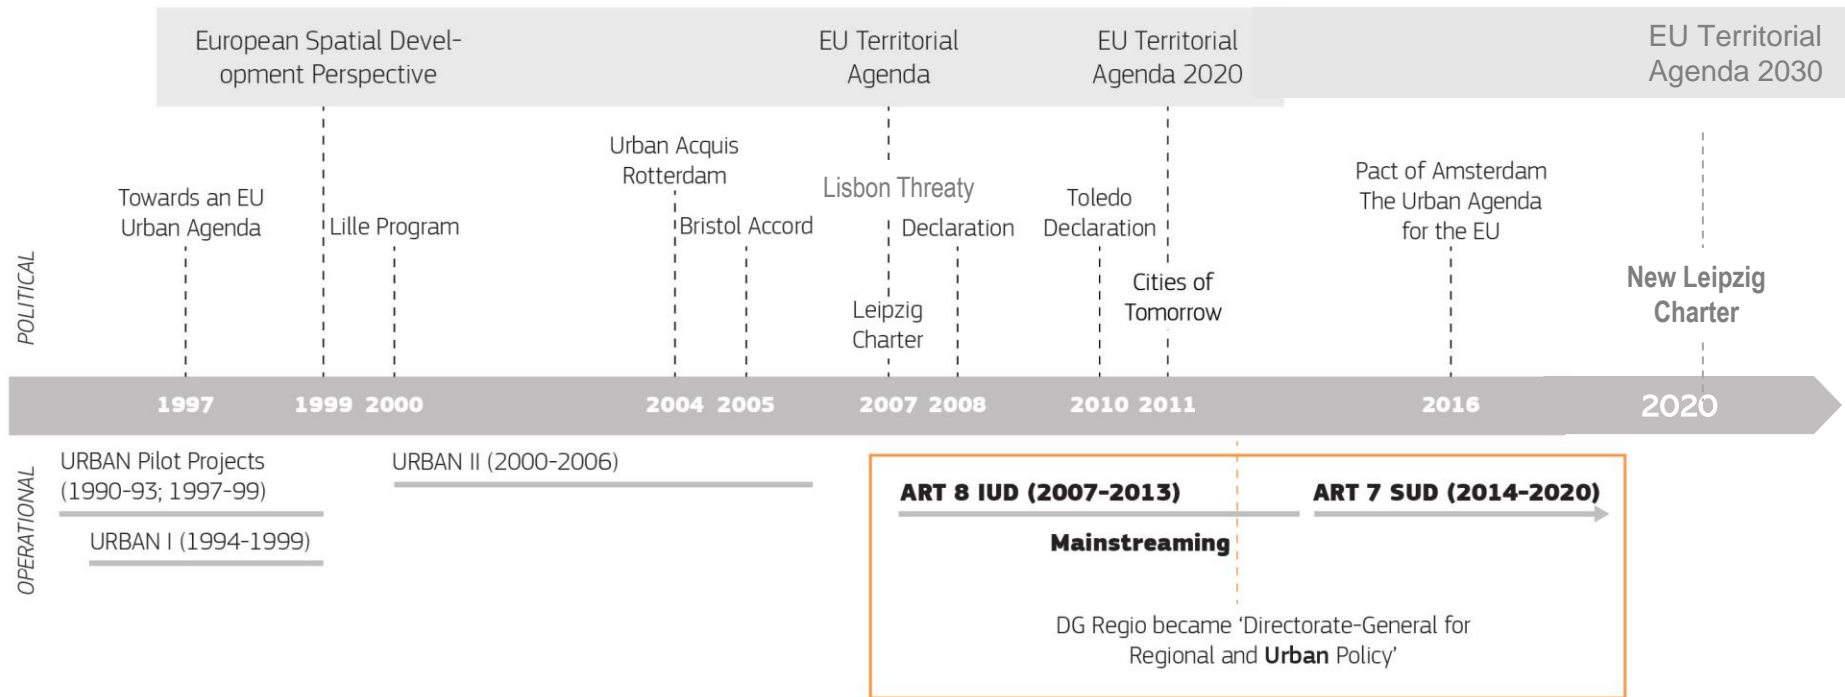 European Spatial Devel-
opment Perspective
EU Territorial
Agenda
EU Territorial
Agenda 2020
EU Territorial
Agenda 2030
POLITICAL
Towards an EU
Urban Agenda
Lille Program
Urban Acquis
Rotterdam
Bristol Accord
Lisbon Threaty
Leipzig
Charter
Declaration
Toledo
Declaration
Cities of
Tomorrow
Pact of Amsterdam
The Urban Agenda
for the EU
New Leipzig
Charter
1997 1999 2000 2004 2005 2007 2008 2010 2011 2016 2020
OPERATIONAL
URBAN Pilot Projects
(1990-93; 1997-99)
URBAN I (1994-1999)
URBAN II (2000-2006)
ART 8 IUD (2007-2013)
ART 7 SUD (2014-2020)
Mainstreaming
DG Regio became ‘Directorate-General for
Regional and Urban Policy’